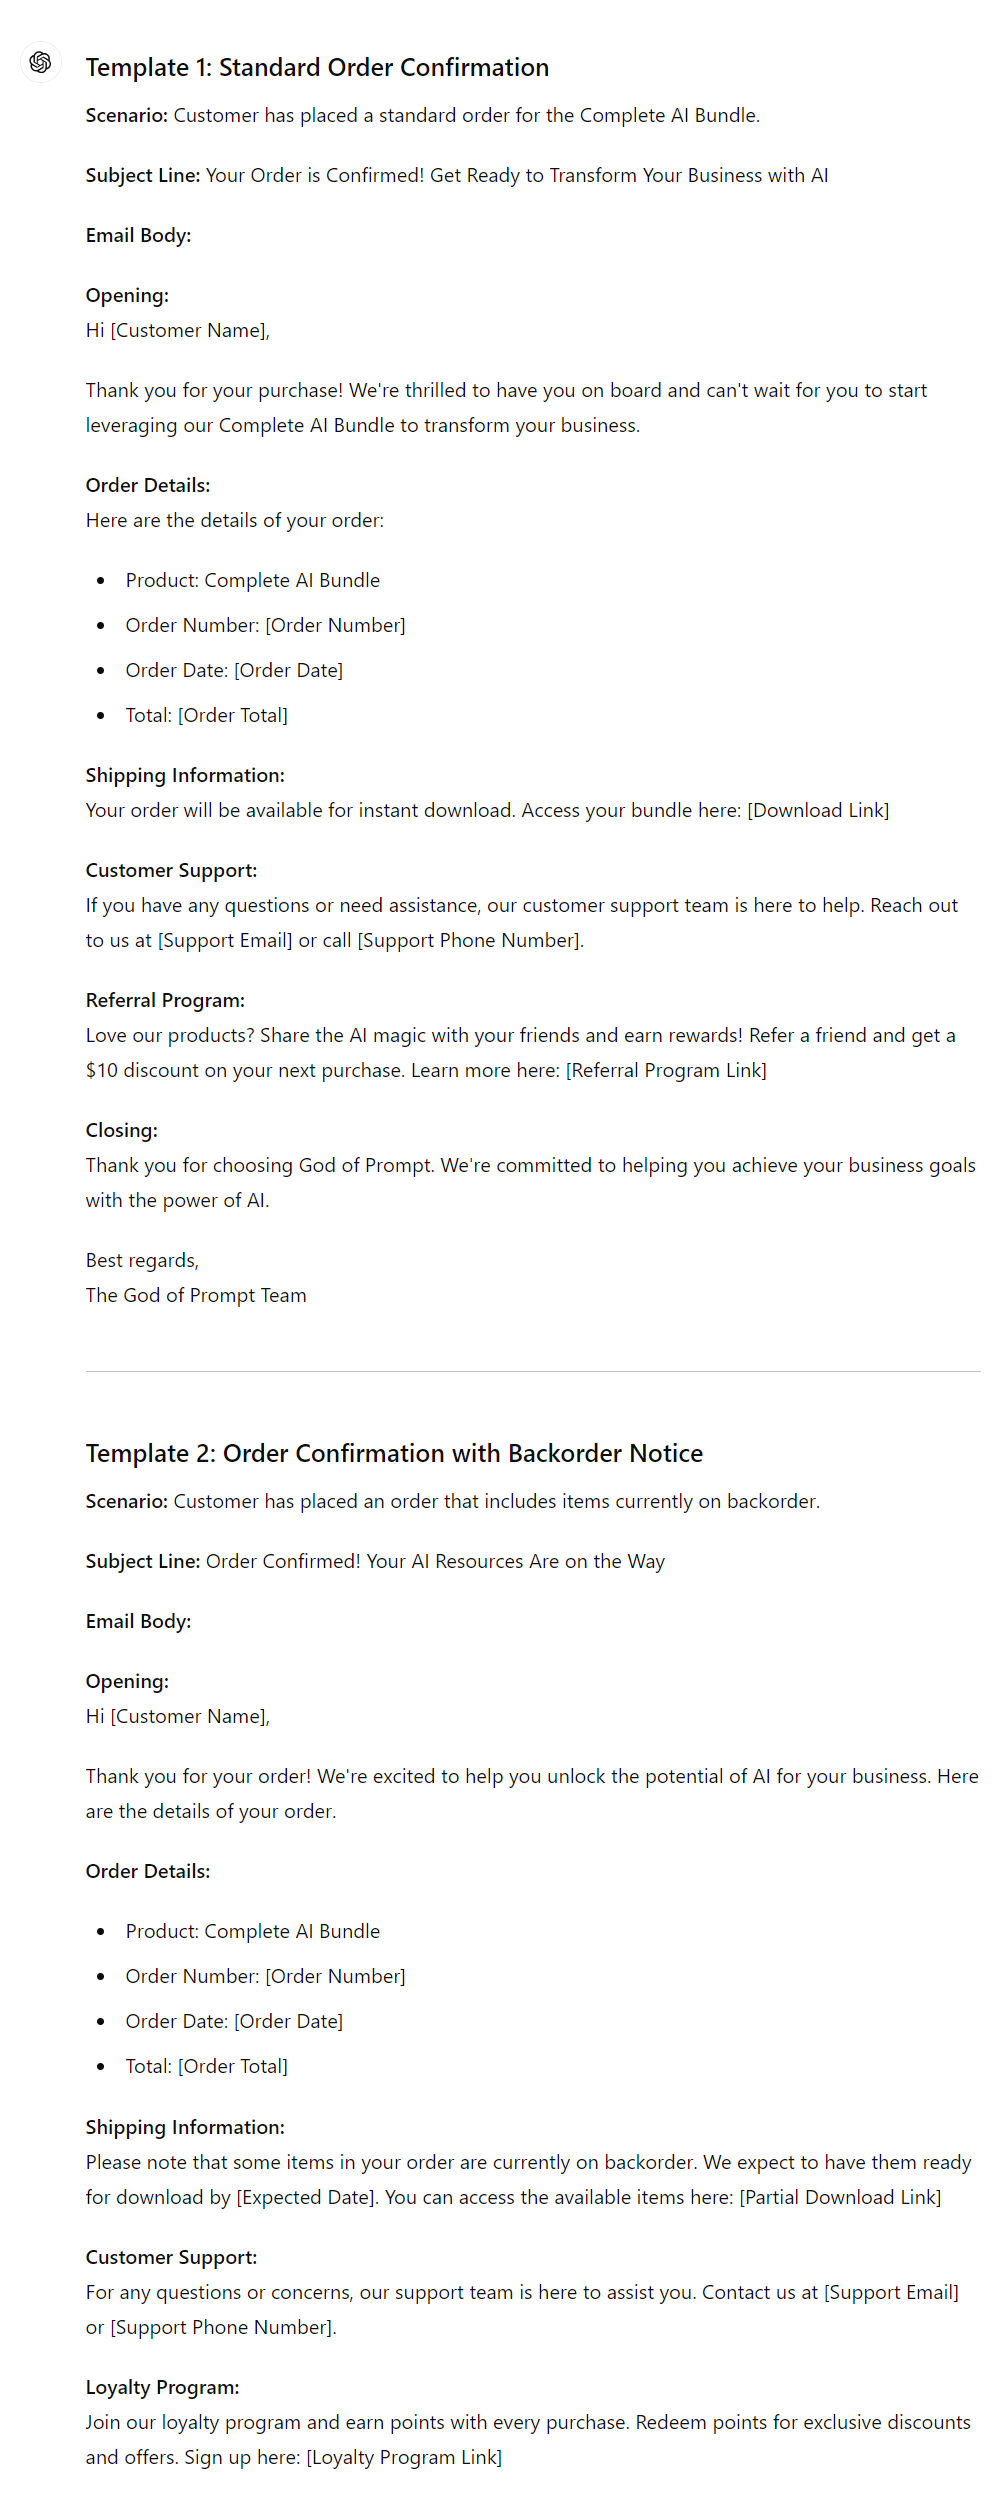 Template 1: Standard Order Confirmation
Scenario: Customer has placed a standard order for the Complete AI Bundle.
Subject Line: Your Order is Confirmed! Get Ready to Transform Your Business with AI
Email Body:
Opening:
Hi [Customer Name],
Thank you for your purchase! We're thrilled to have you on board and can't wait for you to start
leveraging our Complete AI Bundle to transform your business.
Order Details:
Here are the details of your order:
• Product: Complete AI Bundle
• Order Number: [Order Number]
• Order Date: [Order Date]
• Total: [Order Total]
Shipping Information:
Your order will be available for instant download. Access your bundle here: [Download Link]
Customer Support:
If you have any questions or need assistance, our customer support team is here to help. Reach out
to us at [Support Email] or call [Support Phone Number].
Referral Program:
Love our products? Share the AI magic with your friends and earn rewards! Refer a friend and get a
$10 discount on your next purchase. Learn more here: [Referral Program Link]
Closing:
Thank you for choosing God of Prompt. We're committed to helping you achieve your business goals
with the power of AI.
Best regards,
The God of Prompt Team
Template 2: Order Confirmation with Backorder Notice
Scenario: Customer has placed an order that includes items currently on backorder.
Subject Line: Order Confirmed! Your AI Resources Are on the Way
Email Body:
Opening:
Hi [Customer Name],
Thank you for your order! We're excited to help you unlock the potential of AI for your business. Here
are the details of your order.
Order Details:
• Product: Complete AI Bundle
• Order Number: [Order Number]
• Order Date: [Order Date]
• Total: [Order Total]
Shipping Information:
Please note that some items in your order are currently on backorder. We expect to have them ready
for download by [Expected Date]. You can access the available items here: [Partial Download Link]
Customer Support:
For any questions or concerns, our support team is here to assist you. Contact us at [Support Email]
or [Support Phone Number].
Loyalty Program:
Join our loyalty program and earn points with every purchase. Redeem points for exclusive discounts
and offers. Sign up here: [Loyalty Program Link]